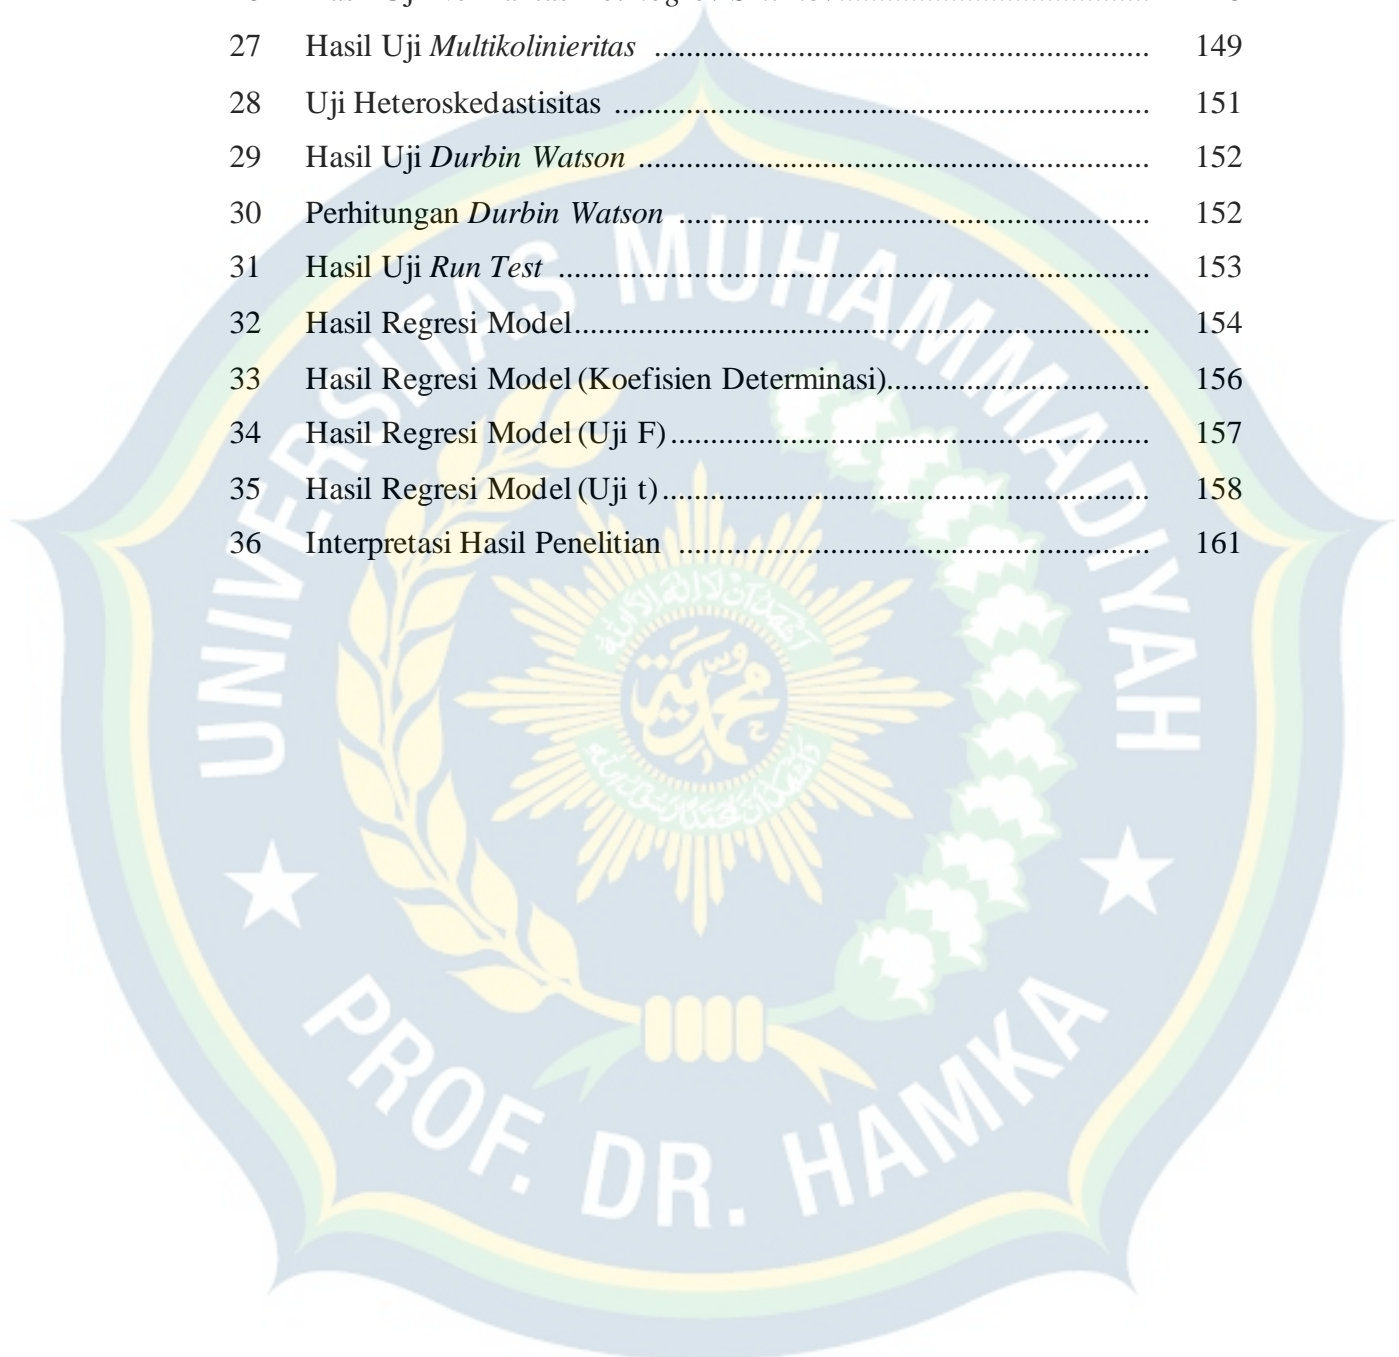 27 Hasil Uji Multikolinieritas ............................................................... 149
28 Uji Heteroskedastisitas .................................................................... 151
29 Hasil Uji Durbin Watson ................................................................. 152
30 Perhitungan Durbin Watson ............................................................ 152
31 Hasil Uji Run Test ........................................................................... 153
32 Hasil Regresi Model......................................................................... 154
33 Hasil Regresi Model (Koefisien Determinasi)................................. 156
34 Hasil Regresi Model (Uji F) ............................................................. 157
35 Hasil Regresi Model (Uji t) .............................................................. 158
36 Interpretasi Hasil Penelitian ............................................................ 161
UNIVERSITAS MUHAMMADIYAH
محمدية
PROF. DR. HAMKA